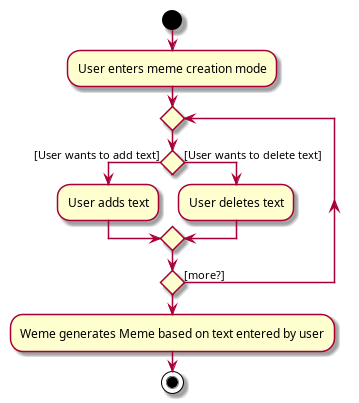 User enters meme creation mode
[User wants to add text]
[User wants to delete text]
User adds text
User deletes text
[more?]
Weme generates Meme based on text entered by user